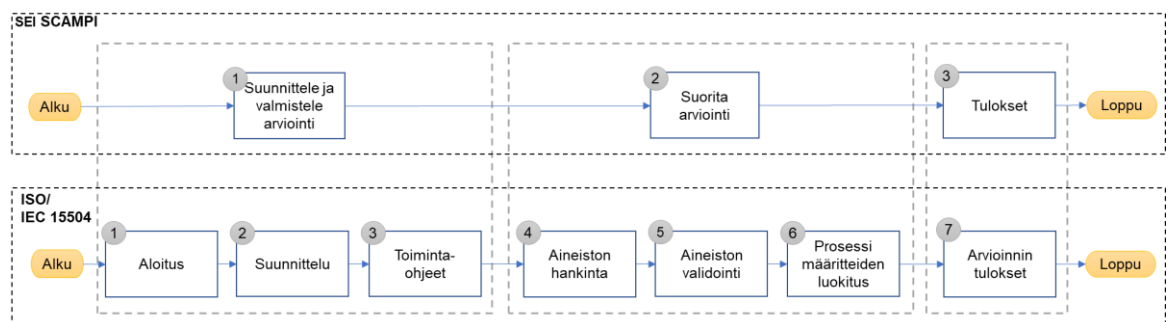 SEI SCAMPI
Alku
1
Suunnittele ja
valmistele
arviointi
2
Suorita
arviointi
3
Tulokset
Loppu
ISO/
IEC 15504
Alku
1
Aloitus
2
Suunnittelu
3
Toiminta-
ohjeet
4
Aineiston
hankinta
5
Aineiston
validointi
6
Prosessi
määritteiden
luokitus
7
Arvioinnin
tulokset
Loppu